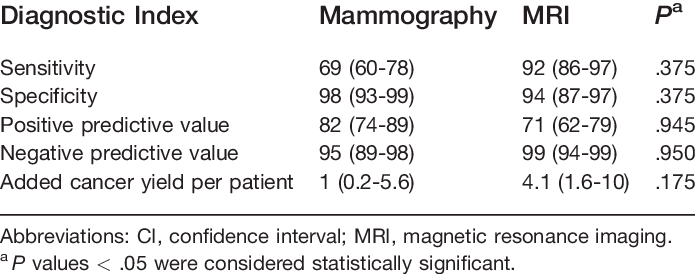 Diagnostic Index Mammography MRI Pa
Sensitivity 69 (60-78) 92 (86-97) .375
Specificity 98 (93-99) 94 (87-97) .375
Positive predictive value 82 (74-89) 71 (62-79) .945
Negative predictive value 95 (89-98) 99 (94-99) .950
Added cancer yield per patient 1 (0.2-5.6) 4.1 (1.6-10) .175
Abbreviations: CI, confidence interval; MRI, magnetic resonance imaging.
a P values < .05 were considered statistically significant.